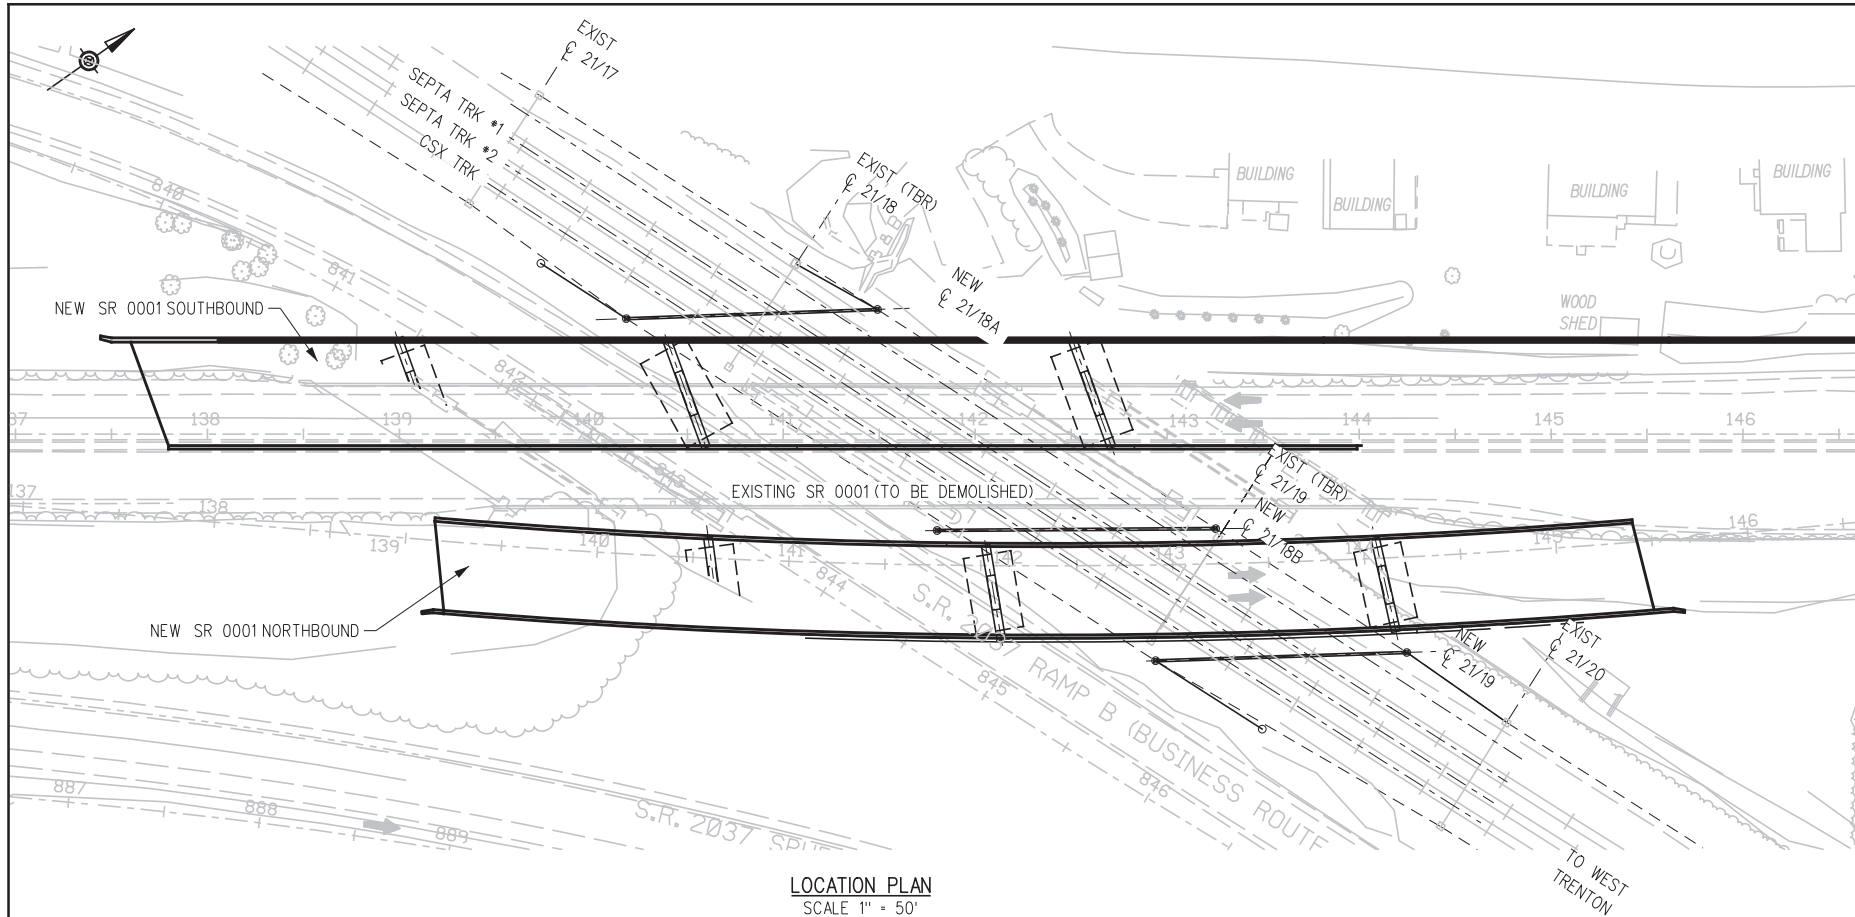 EXIST
℄ 21/17
SEPTA TRK #1
SEPTA TRK #2
CSX TRK
EXIST (TBR)
℄ 21/18
BUILDING
BUILDING
BUILDING
BUILDING
840
841
NEW
℄ 21/18A
NEW SR 0001 SOUTHBOUND
WOOD
SHED
842
37
138
139
140
141
142
143
144
145
146
843
EXIST (TBR)
℄ 21/19
137
138
EXISTING SR 0001 (TO BE DEMOLISHED)
NEW
℄ 21/18B
146
139
140
141
142
143
145
844
NEW SR 0001 NORTHBOUND
S.R. 2037 RAMP B (BUSINESS ROUTE
NEW
℄ 21/19
EXIST
℄ 21/20
845
846
887
888
889
S.R. 2037 SPUR
TO WEST
TRENTON
LOCATION PLAN
SCALE 1" = 50'